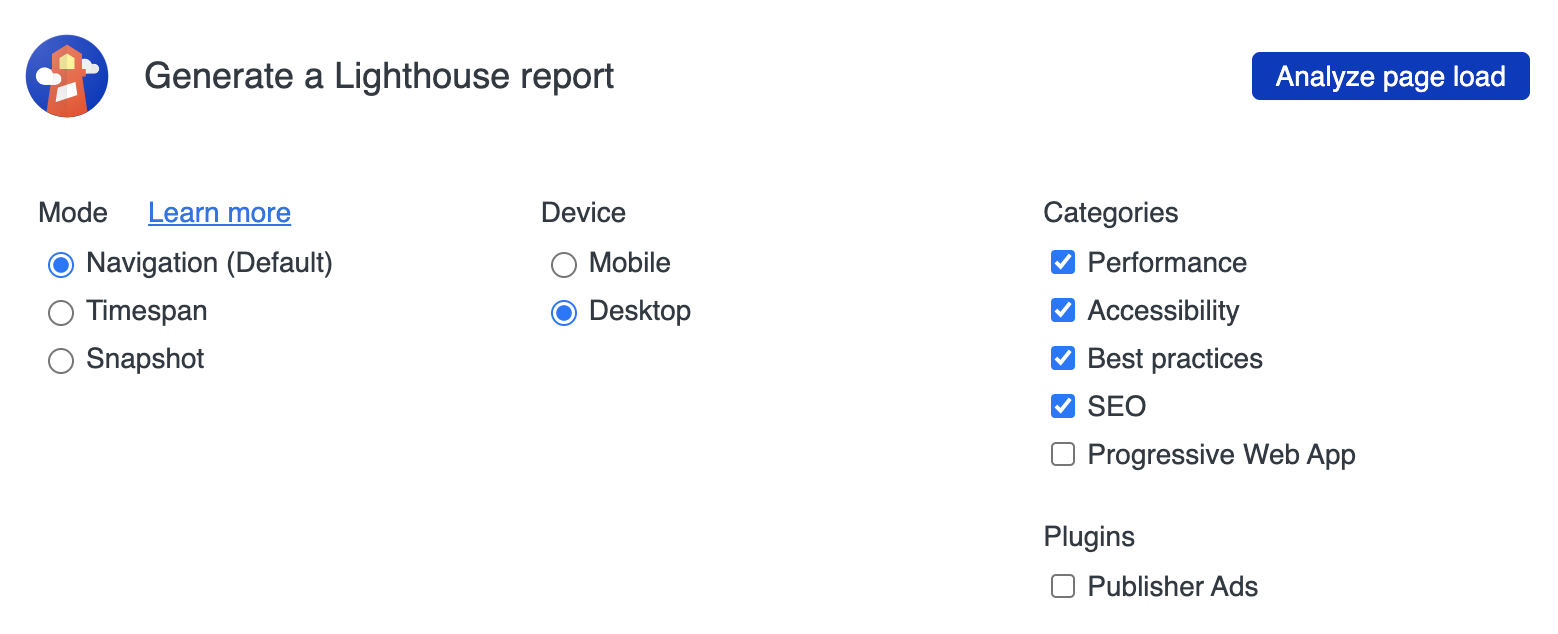 Generate a Lighthouse report
Analyze page load
Mode Learn more
Navigation (Default)
Timespan
Snapshot
Device
Mobile
Desktop
Categories
Performance
Accessibility
Best practices
SEO
Progressive Web App
Plugins
Publisher Ads